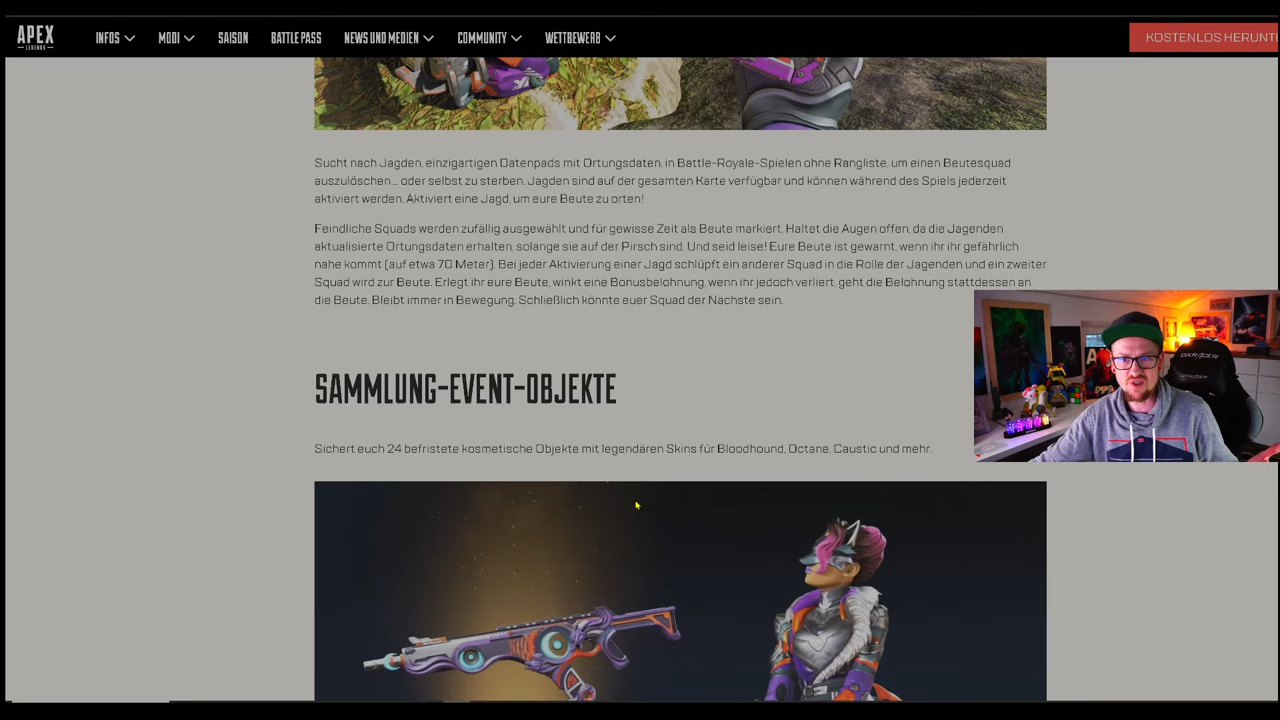 APEX
LEGENDS
INFOS
MODI
SAISON
BATTLE PASS
NEWS UND MEDIEN
COMMUNITY
WETTBEWERB
KOSTENLOS HERUNT
Sucht nach Jagden, einzigartigen Datenpads mit Ortungsdaten, in Battle-Royale-Spielen ohne Rangliste, um einen Beutesquad
auszulöschen ... oder selbst zu sterben. Jagden sind auf der gesamten Karte verfügbar und können während des Spiels jederzeit
aktiviert werden. Aktiviert eine Jagd, um eure Beute zu orten!
Feindliche Squads werden zufällig ausgewählt und für gewisse Zeit als Beute markiert. Haltet die Augen offen, da die Jagenden
aktualisierte Ortungsdaten erhalten, solange sie auf der Pirsch sind. Und seid leise! Eure Beute ist gewarnt, wenn ihr ihr gefährlich
nahe kommt (auf etwa 70 Meter). Bei jeder Aktivierung einer Jagd schlüpft ein anderer Squad in die Rolle der Jagenden und ein zweiter
Squad wird zur Beute. Erlegt ihr eure Beute, winkt eine Bonusbelohnung, wenn ihr jedoch verliert, geht die Belohnung stattdessen an
die Beute. Bleibt immer in Bewegung. Schließlich könnte euer Squad der Nächste sein.
SAMMLUNG-EVENT-OBJEKTE
Sichert euch 24 befristete kosmetische Objekte mit legendären Skins für Bloodhound, Octane, Caustic und mehr.
DXRACER